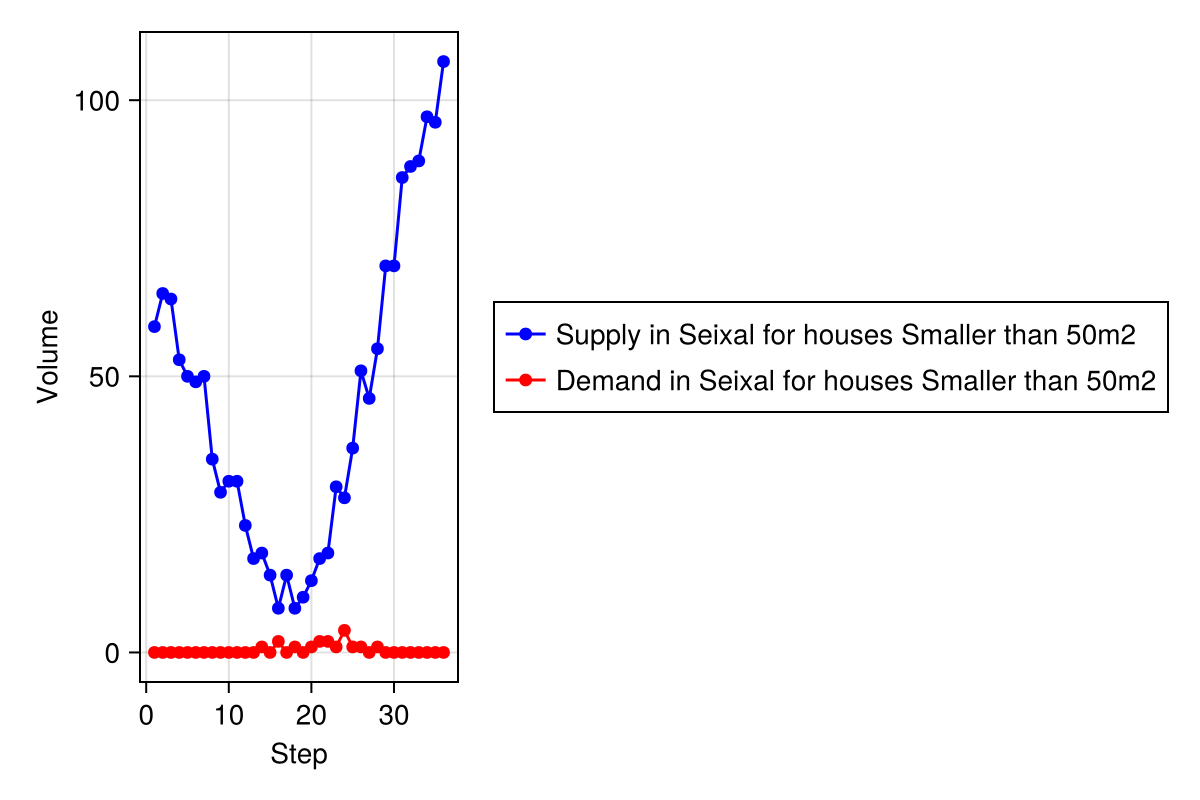 Volume
100
50
0
0 10 20 30
Step
Supply in Seixal for houses Smaller than 50m2
Demand in Seixal for houses Smaller than 50m2